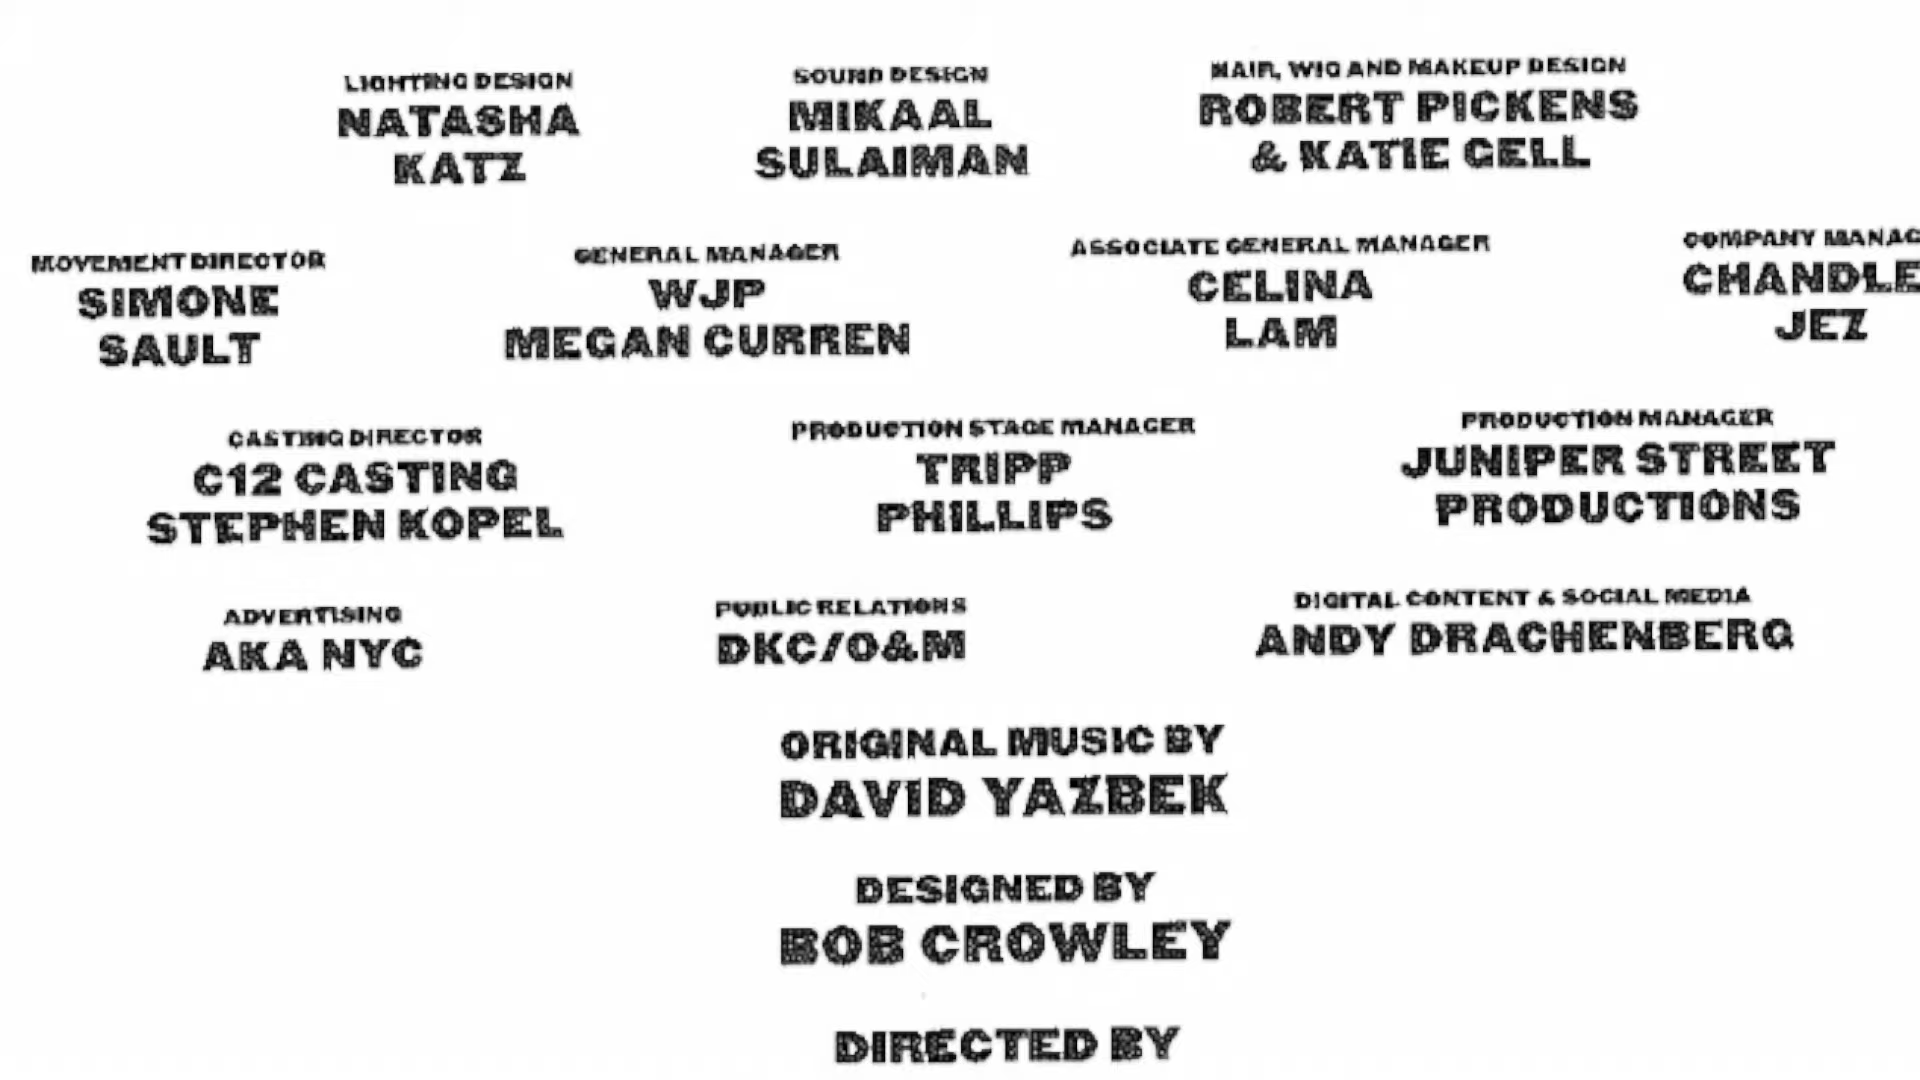 LIGHTING DESIGN
NATASHA
KATZ
SOUND DESIGN
MIKAAL
SULAIMAN
HAIR, WIG AND MAKEUP DESIGN
ROBERT PICKENS
& KATIE GELL
MOVEMENT DIRECTOR
SIMONE
SAULT
GENERAL MANAGER
WJP
MEGAN CURREN
ASSOCIATE GENERAL MANAGER
CELINA
LAM
COMPANY MANAG
CHANDLE
JEZ
CASTING DIRECTOR
C12 CASTING
STEPHEN KOPEL
PRODUCTION STAGE MANAGER
TRIPP
PHILLIPS
PRODUCTION MANAGER
JUNIPER STREET
PRODUCTIONS
ADVERTISING
AKA NYC
PUBLIC RELATIONS
DKC/O&M
DIGITAL CONTENT & SOCIAL MEDIA
ANDY DRACHENBERG
ORIGINAL MUSIC BY
DAVID YAZBEK
DESIGNED BY
BOB CROWLEY
DIRECTED BY